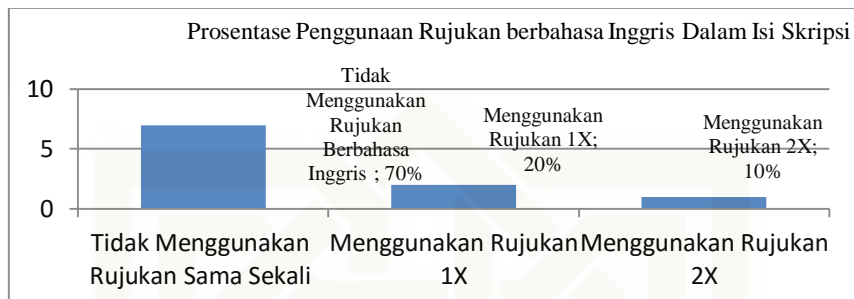 Prosentase Penggunaan Rujukan berbahasa Inggris Dalam Isi Skripsi
Tidak
Menggunakan
Rujukan
Berbahasa
Inggris ; 70%
Menggunakan
Rujukan 1X;
20%
Menggunakan
Rujukan 2X;
10%
10
5
0
Tidak Menggunakan
Rujukan Sama Sekali
Menggunakan Rujukan
1X
Menggunakan Rujukan
2X